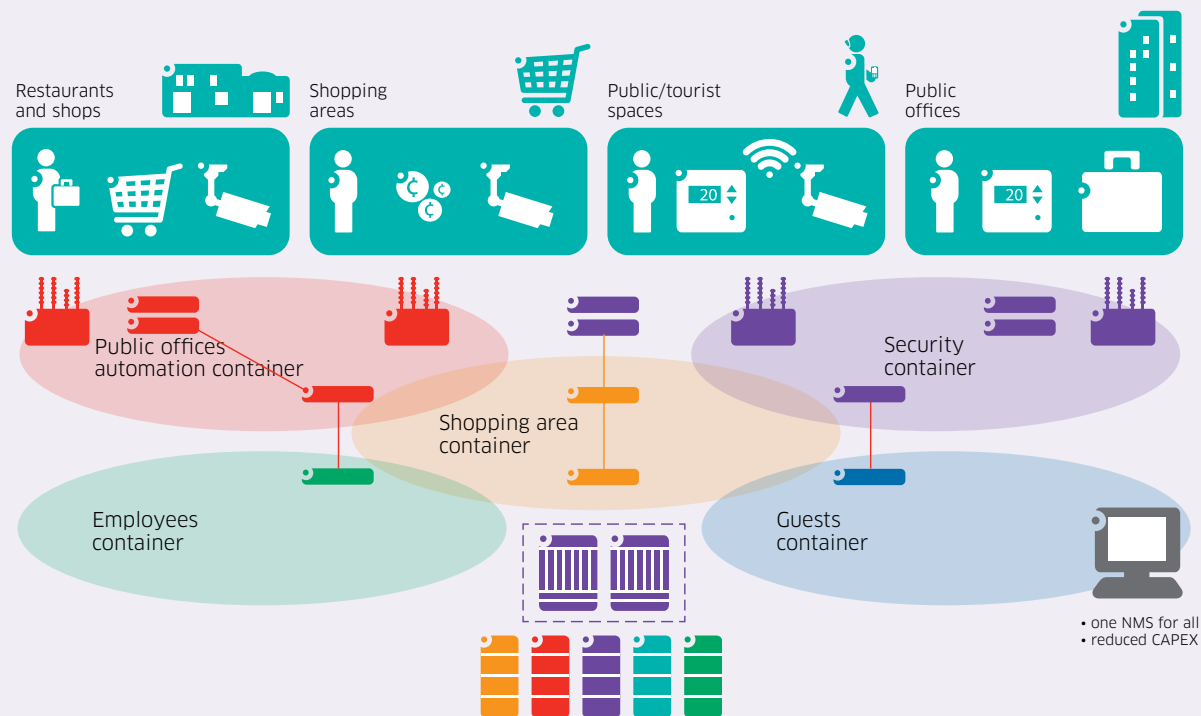 Restaurants
and shops
Shopping
areas
Public/tourist
spaces
Public
offices
¢
¢
¢
20
20
Public offices
automation container
Security
container
Shopping area
container
Employees
container
Guests
container
• one NMS for all
• reduced CAPEX